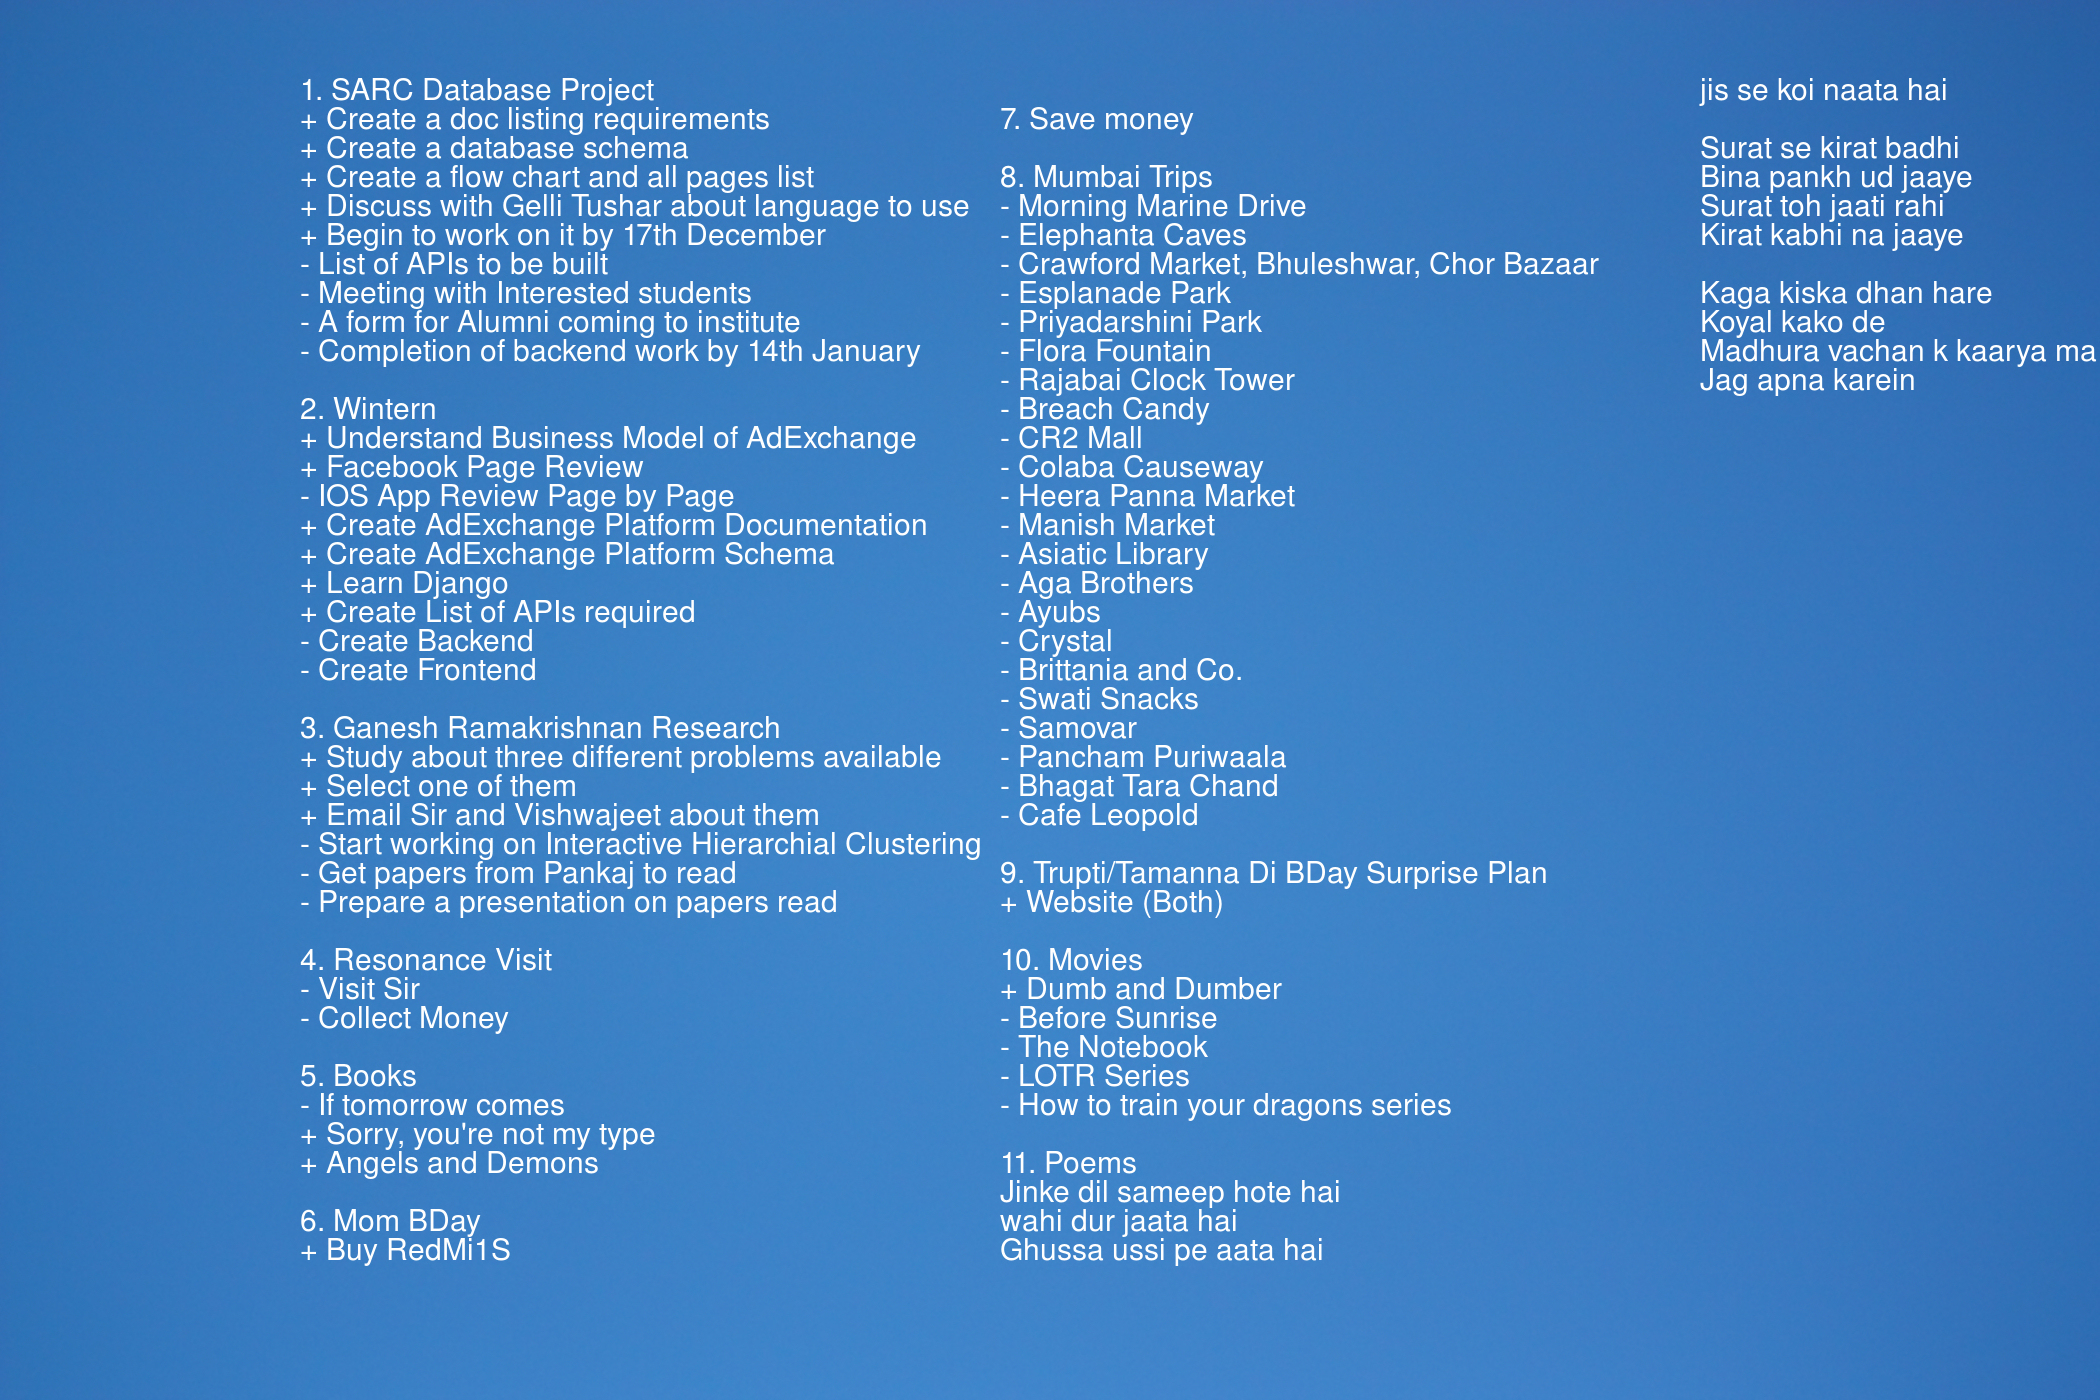 1. SARC Database Project
+ Create a doc listing requirements
+ Create a database schema
+ Create a flow chart and all pages list
+ Discuss with Gelli Tushar about language to use
+ Begin to work on it by 17th December
- List of APIs to be built
- Meeting with Interested students
- A form for Alumni coming to institute
- Completion of backend work by 14th January
2. Wintern
+ Understand Business Model of AdExchange
+ Facebook Page Review
- IOS App Review Page by Page
+ Create AdExchange Platform Documentation
+ Create AdExchange Platform Schema
+ Learn Django
+ Create List of APIs required
- Create Backend
- Create Frontend
3. Ganesh Ramakrishnan Research
+ Study about three different problems available
+ Select one of them
+ Email Sir and Vishwajeet about them
- Start working on Interactive Hierarchial Clustering
- Get papers from Pankaj to read
- Prepare a presentation on papers read
4. Resonance Visit
- Visit Sir
- Collect Money
5. Books
- If tomorrow comes
+ Sorry, you're not my type
+ Angels and Demons
6. Mom BDay
+ Buy RedMi1S
7. Save money
8. Mumbai Trips
- Morning Marine Drive
- Elephanta Caves
- Crawford Market, Bhuleshwar, Chor Bazaar
- Esplanade Park
- Priyadarshini Park
- Flora Fountain
- Rajabai Clock Tower
- Breach Candy
- CR2 Mall
- Colaba Causeway
- Heera Panna Market
- Manish Market
- Asiatic Library
- Aga Brothers
- Ayubs
- Crystal
- Brittania and Co.
- Swati Snacks
- Samovar
- Pancham Puriwaala
- Bhagat Tara Chand
- Cafe Leopold
9. Trupti/Tamanna Di BDay Surprise Plan
+ Website (Both)
10. Movies
+ Dumb and Dumber
- Before Sunrise
- The Notebook
- LOTR Series
- How to train your dragons series
11. Poems
Jinke dil sameep hote hai
wahi dur jaata hai
Ghussa ussi pe aata hai
jis se koi naata hai
Surat se kirat badhi
Bina pankh ud jaaye
Surat toh jaati rahi
Kirat kabhi na jaaye
Kaga kiska dhan hare
Koyal kako de
Madhura vachan k kaarya ma
Jag apna karein